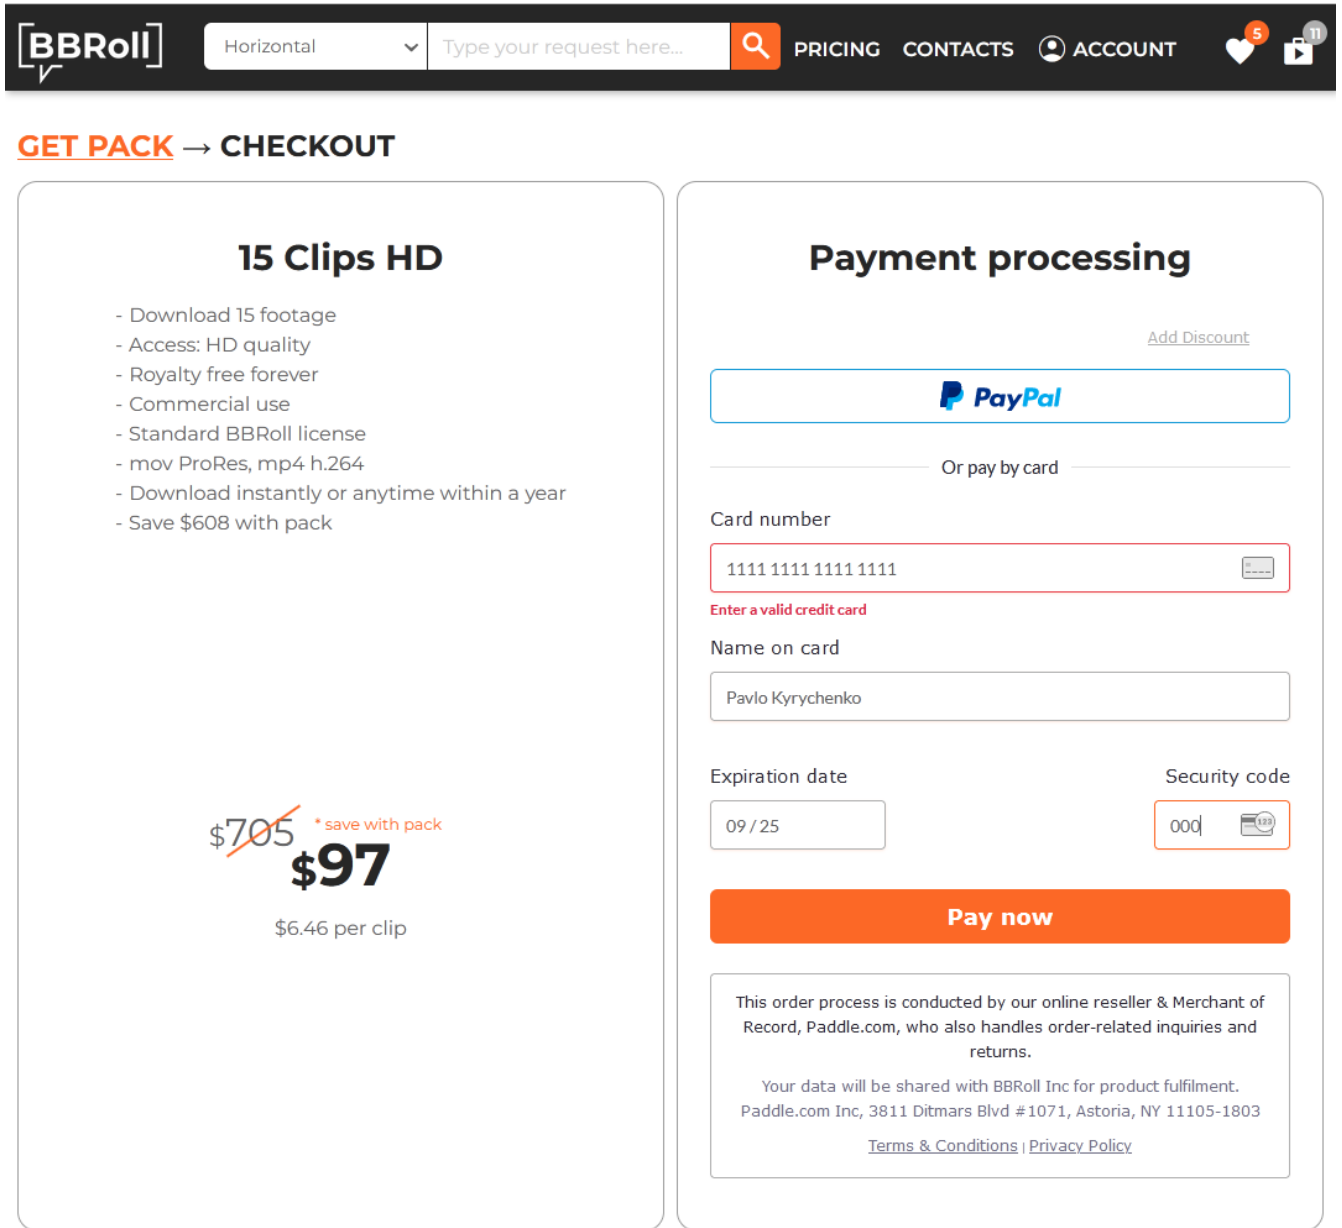 BBRoll
Horizontal
Type your request here...
PRICING
CONTACTS
ACCOUNT
5
11
GET PACK → CHECKOUT
15 Clips HD
- Download 15 footage
- Access: HD quality
- Royalty free forever
- Commercial use
- Standard BBRoll license
- mov ProRes, mp4 h.264
- Download instantly or anytime within a year
- Save $608 with pack
$705
* save with pack
$97
$6.46 per clip
Payment processing
Add Discount
PayPal
Or pay by card
Card number
1111 1111 1111 1111
Enter a valid credit card
Name on card
Pavlo Kyrychenko
Expiration date
Security code
09 / 25
000
123
Pay now
This order process is conducted by our online reseller & Merchant of
Record, Paddle.com, who also handles order-related inquiries and
returns.
Your data will be shared with BBRoll Inc for product fulfilment.
Paddle.com Inc, 3811 Ditmars Blvd #1071, Astoria, NY 11105-1803
Terms & Conditions | Privacy Policy